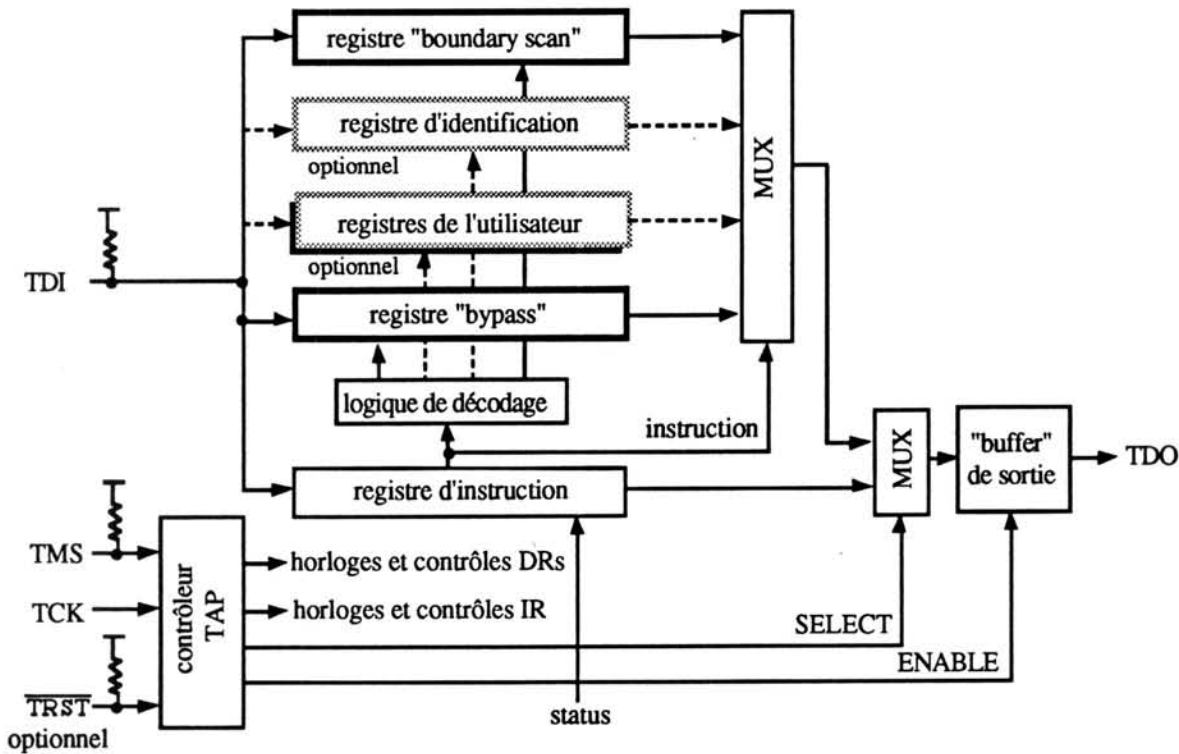 registre "boundary scan"
registre d'identification
optionnel
MUX
registres de l'utilisateur
optionnel
TDI
registre "bypass"
logique de décodage
instruction
MUX
"buffer"
de sortie
TDO
registre d'instruction
TMS
horloges et contrôles DRs
TCK
contrôleur
TAP
horloges et contrôles IR
SELECT
ENABLE
TRST
optionnel
status